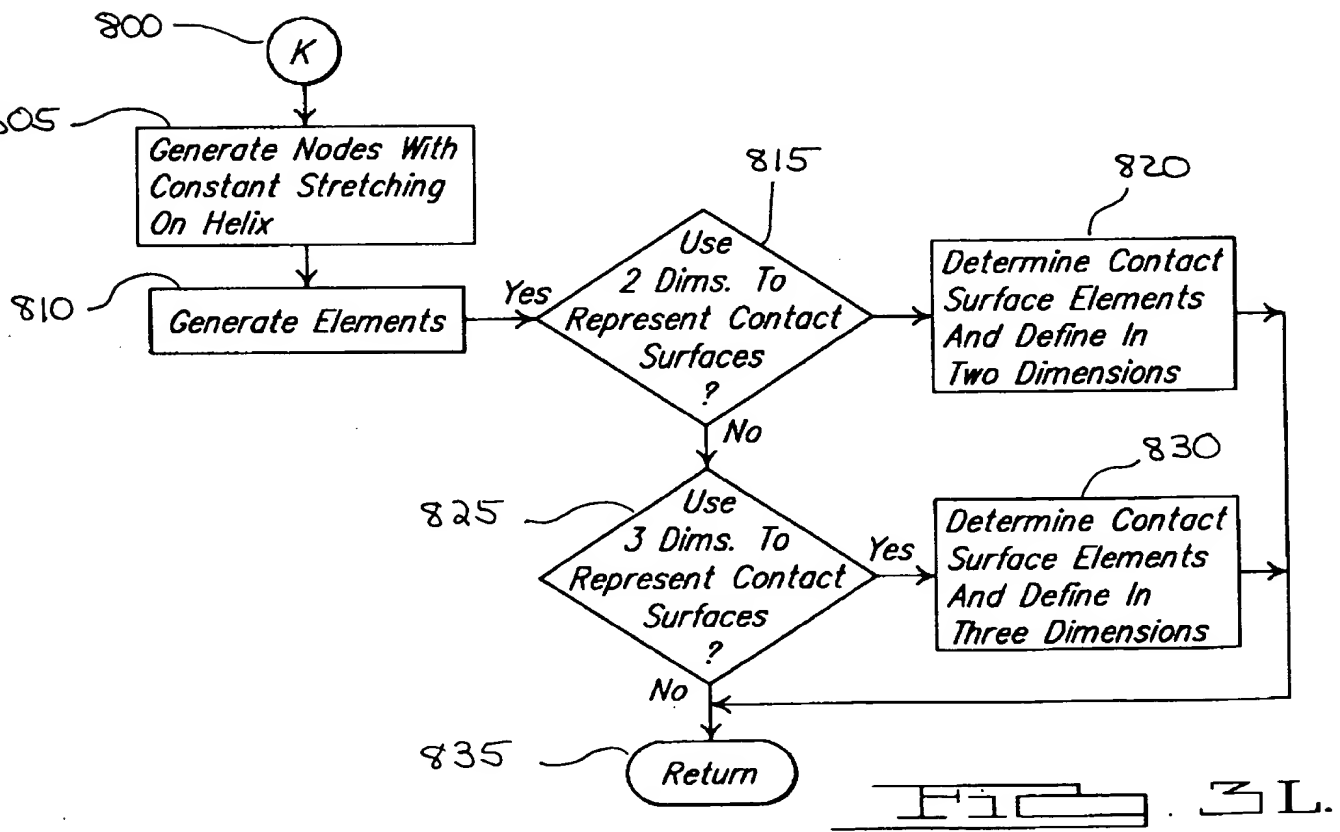 800
K
805
Generate Nodes With
Constant Stretching
On Helix
810
Generate Elements
Yes
815
Use
2 Dims. To
Represent Contact
Surfaces
?
820
Determine Contact
Surface Elements
And Define In
Two Dimensions
No
825
Use
3 Dims. To
Represent Contact
Surfaces
?
Yes
830
Determine Contact
Surface Elements
And Define In
Three Dimensions
No
835
Return
FIG. 3L.